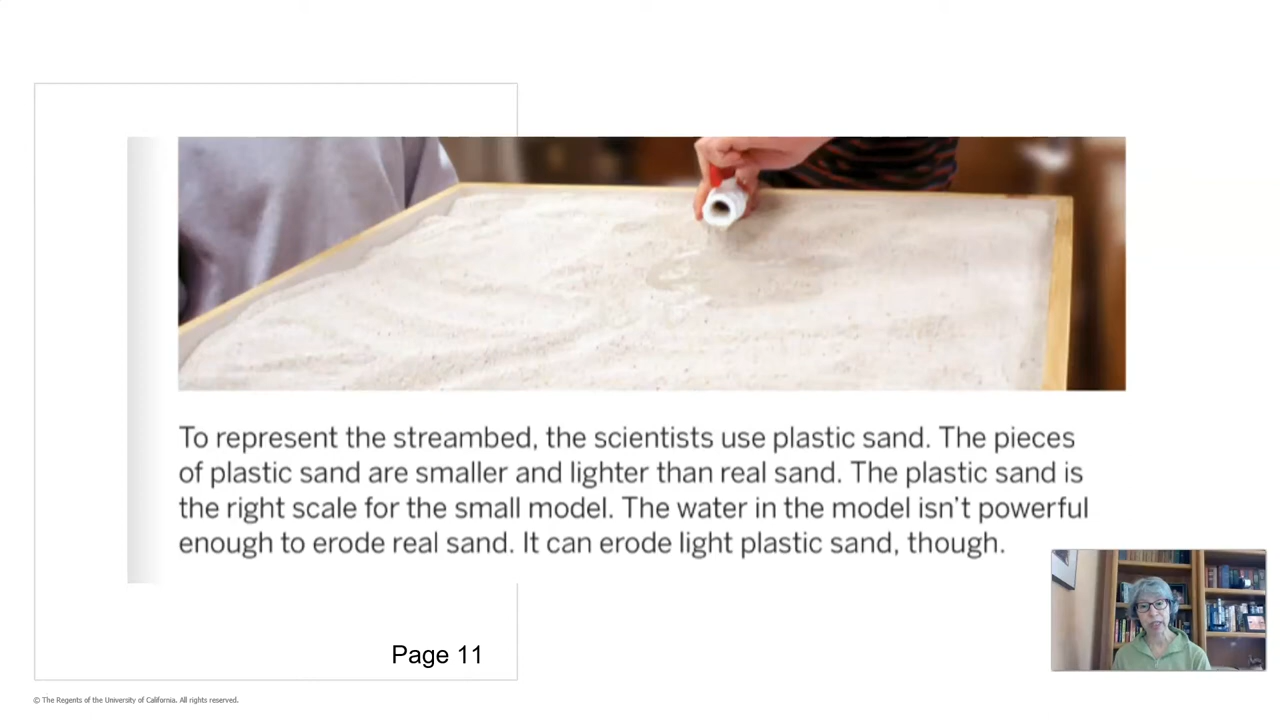 To represent the streambed, the scientists use plastic sand. The pieces
of plastic sand are smaller and lighter than real sand. The plastic sand is
the right scale for the small model. The water in the model isn’t powerful
enough to erode real sand. It can erode light plastic sand, though.
Page 11
© The Regents of the University of California. All rights reserved.